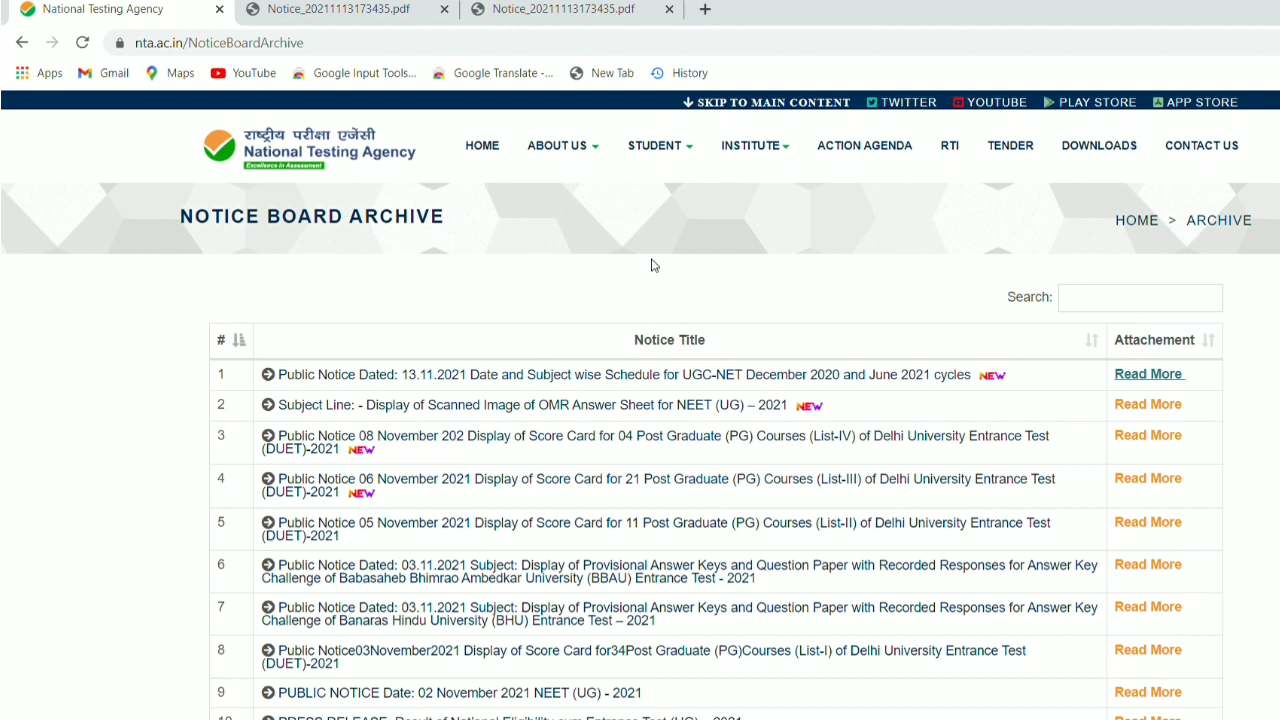 National Testing Agency
Notice_20211113173435.pdf
Notice_20211113173435.pdf
nta.ac.in/NoticeBoardArchive
Apps Gmail Maps YouTube Google Input Tools... Google Translate -... New Tab History
SKIP TO MAIN CONTENT TWITTER YOUTUBE PLAY STORE APP STORE
राष्ट्रीय परीक्षा एजेंसी
National Testing Agency
Excellence in Assessment
HOME ABOUT US STUDENT INSTITUTE ACTION AGENDA RTI TENDER DOWNLOADS CONTACT US
NOTICE BOARD ARCHIVE
HOME > ARCHIVE
Search:
# Notice Title Attachement
1 Public Notice Dated: 13.11.2021 Date and Subject wise Schedule for UGC-NET December 2020 and June 2021 cycles NEW Read More
2 Subject Line: - Display of Scanned Image of OMR Answer Sheet for NEET (UG) – 2021 NEW Read More
3 Public Notice 08 November 202 Display of Score Card for 04 Post Graduate (PG) Courses (List-IV) of Delhi University Entrance Test Read More
(DUET)-2021 NEW
4 Public Notice 06 November 2021 Display of Score Card for 21 Post Graduate (PG) Courses (List-III) of Delhi University Entrance Test Read More
(DUET)-2021 NEW
5 Public Notice 05 November 2021 Display of Score Card for 11 Post Graduate (PG) Courses (List-II) of Delhi University Entrance Test Read More
(DUET)-2021
6 Public Notice Dated: 03.11.2021 Subject: Display of Provisional Answer Keys and Question Paper with Recorded Responses for Answer Key Read More
Challenge of Babasaheb Bhimrao Ambedkar University (BBAU) Entrance Test - 2021
7 Public Notice Dated: 03.11.2021 Subject: Display of Provisional Answer Keys and Question Paper with Recorded Responses for Answer Key Read More
Challenge of Banaras Hindu University (BHU) Entrance Test – 2021
8 Public Notice03November2021 Display of Score Card for34Post Graduate (PG)Courses (List-I) of Delhi University Entrance Test Read More
(DUET)-2021
9 PUBLIC NOTICE Date: 02 November 2021 NEET (UG) - 2021 Read More